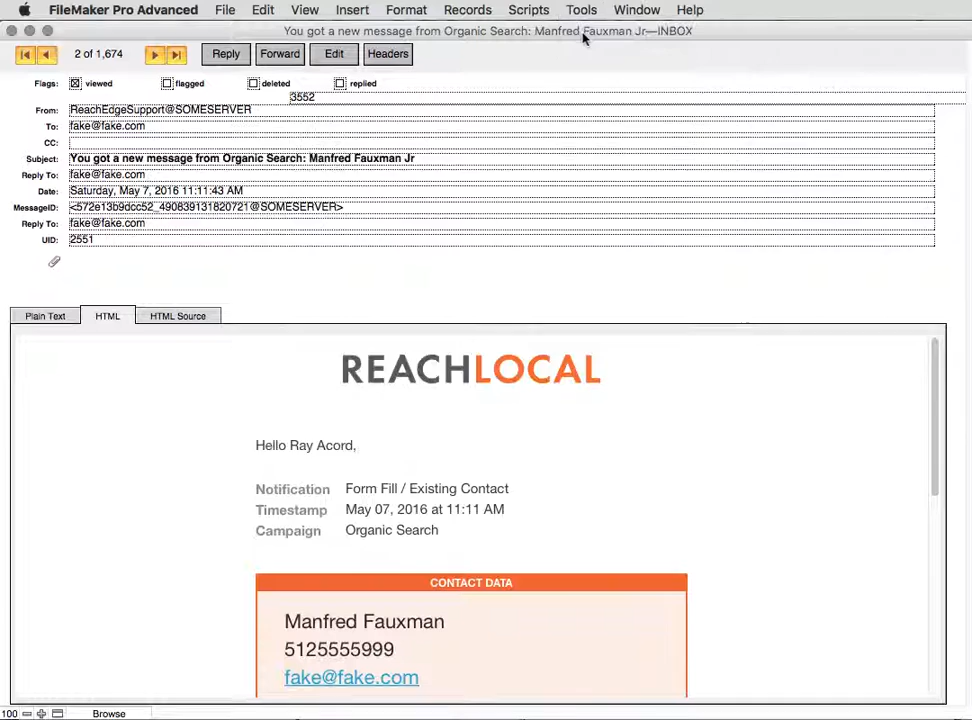 FileMaker Pro Advanced File Edit View Insert Format Records Scripts Tools Window Help
You got a new message from Organic Search: Manfred Fauxman Jr—INBOX
2 of 1,674 Reply Forward Edit Headers
Flags: viewed flagged deleted replied
3552
From: ReachEdgeSupport@SOMESERVER
To: fake@fake.com
CC:
Subject: You got a new message from Organic Search: Manfred Fauxman Jr
Reply To: fake@fake.com
Date: Saturday, May 7, 2016 11:11:43 AM
MessageID: <572e13b9dcc52_490839131820721@SOMESERVER>
Reply To: fake@fake.com
UID: 2551
Plain Text HTML HTML Source
REACHLOCAL
Hello Ray Acord,
Notification Form Fill / Existing Contact
Timestamp May 07, 2016 at 11:11 AM
Campaign Organic Search
CONTACT DATA
Manfred Fauxman
5125555999
fake@fake.com
100 Browse